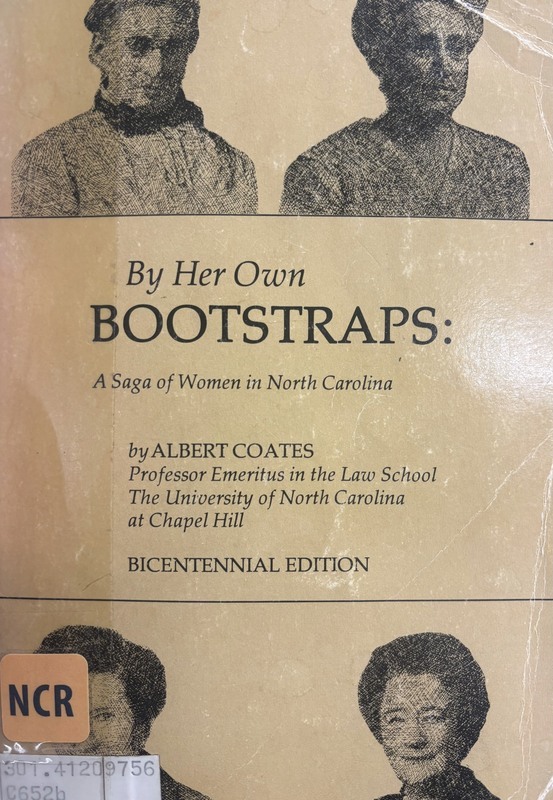 By Her Own
BOOTSTRAPS:
A Saga of Women in North Carolina
by ALBERT COATES
Professor Emeritus in the Law School
The University of North Carolina
at Chapel Hill
BICENTENNIAL EDITION
NCR
301.41209756
C652b